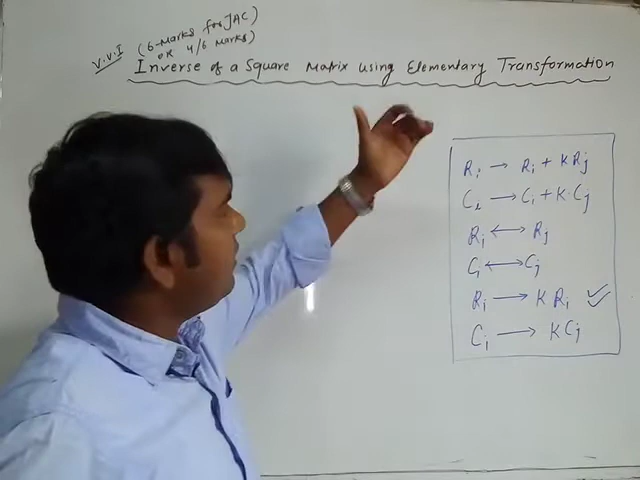 V.V.I (6-Marks for JAC)
OR 4/6 Marks)
Inverse of a Square Matrix using Elementary Transformation
Ri → Ri + KRj
Ci → Ci + K·Cj
Ri ↔ Rj
Ci ↔ Cj
Ri → KRi
Ci → KCj